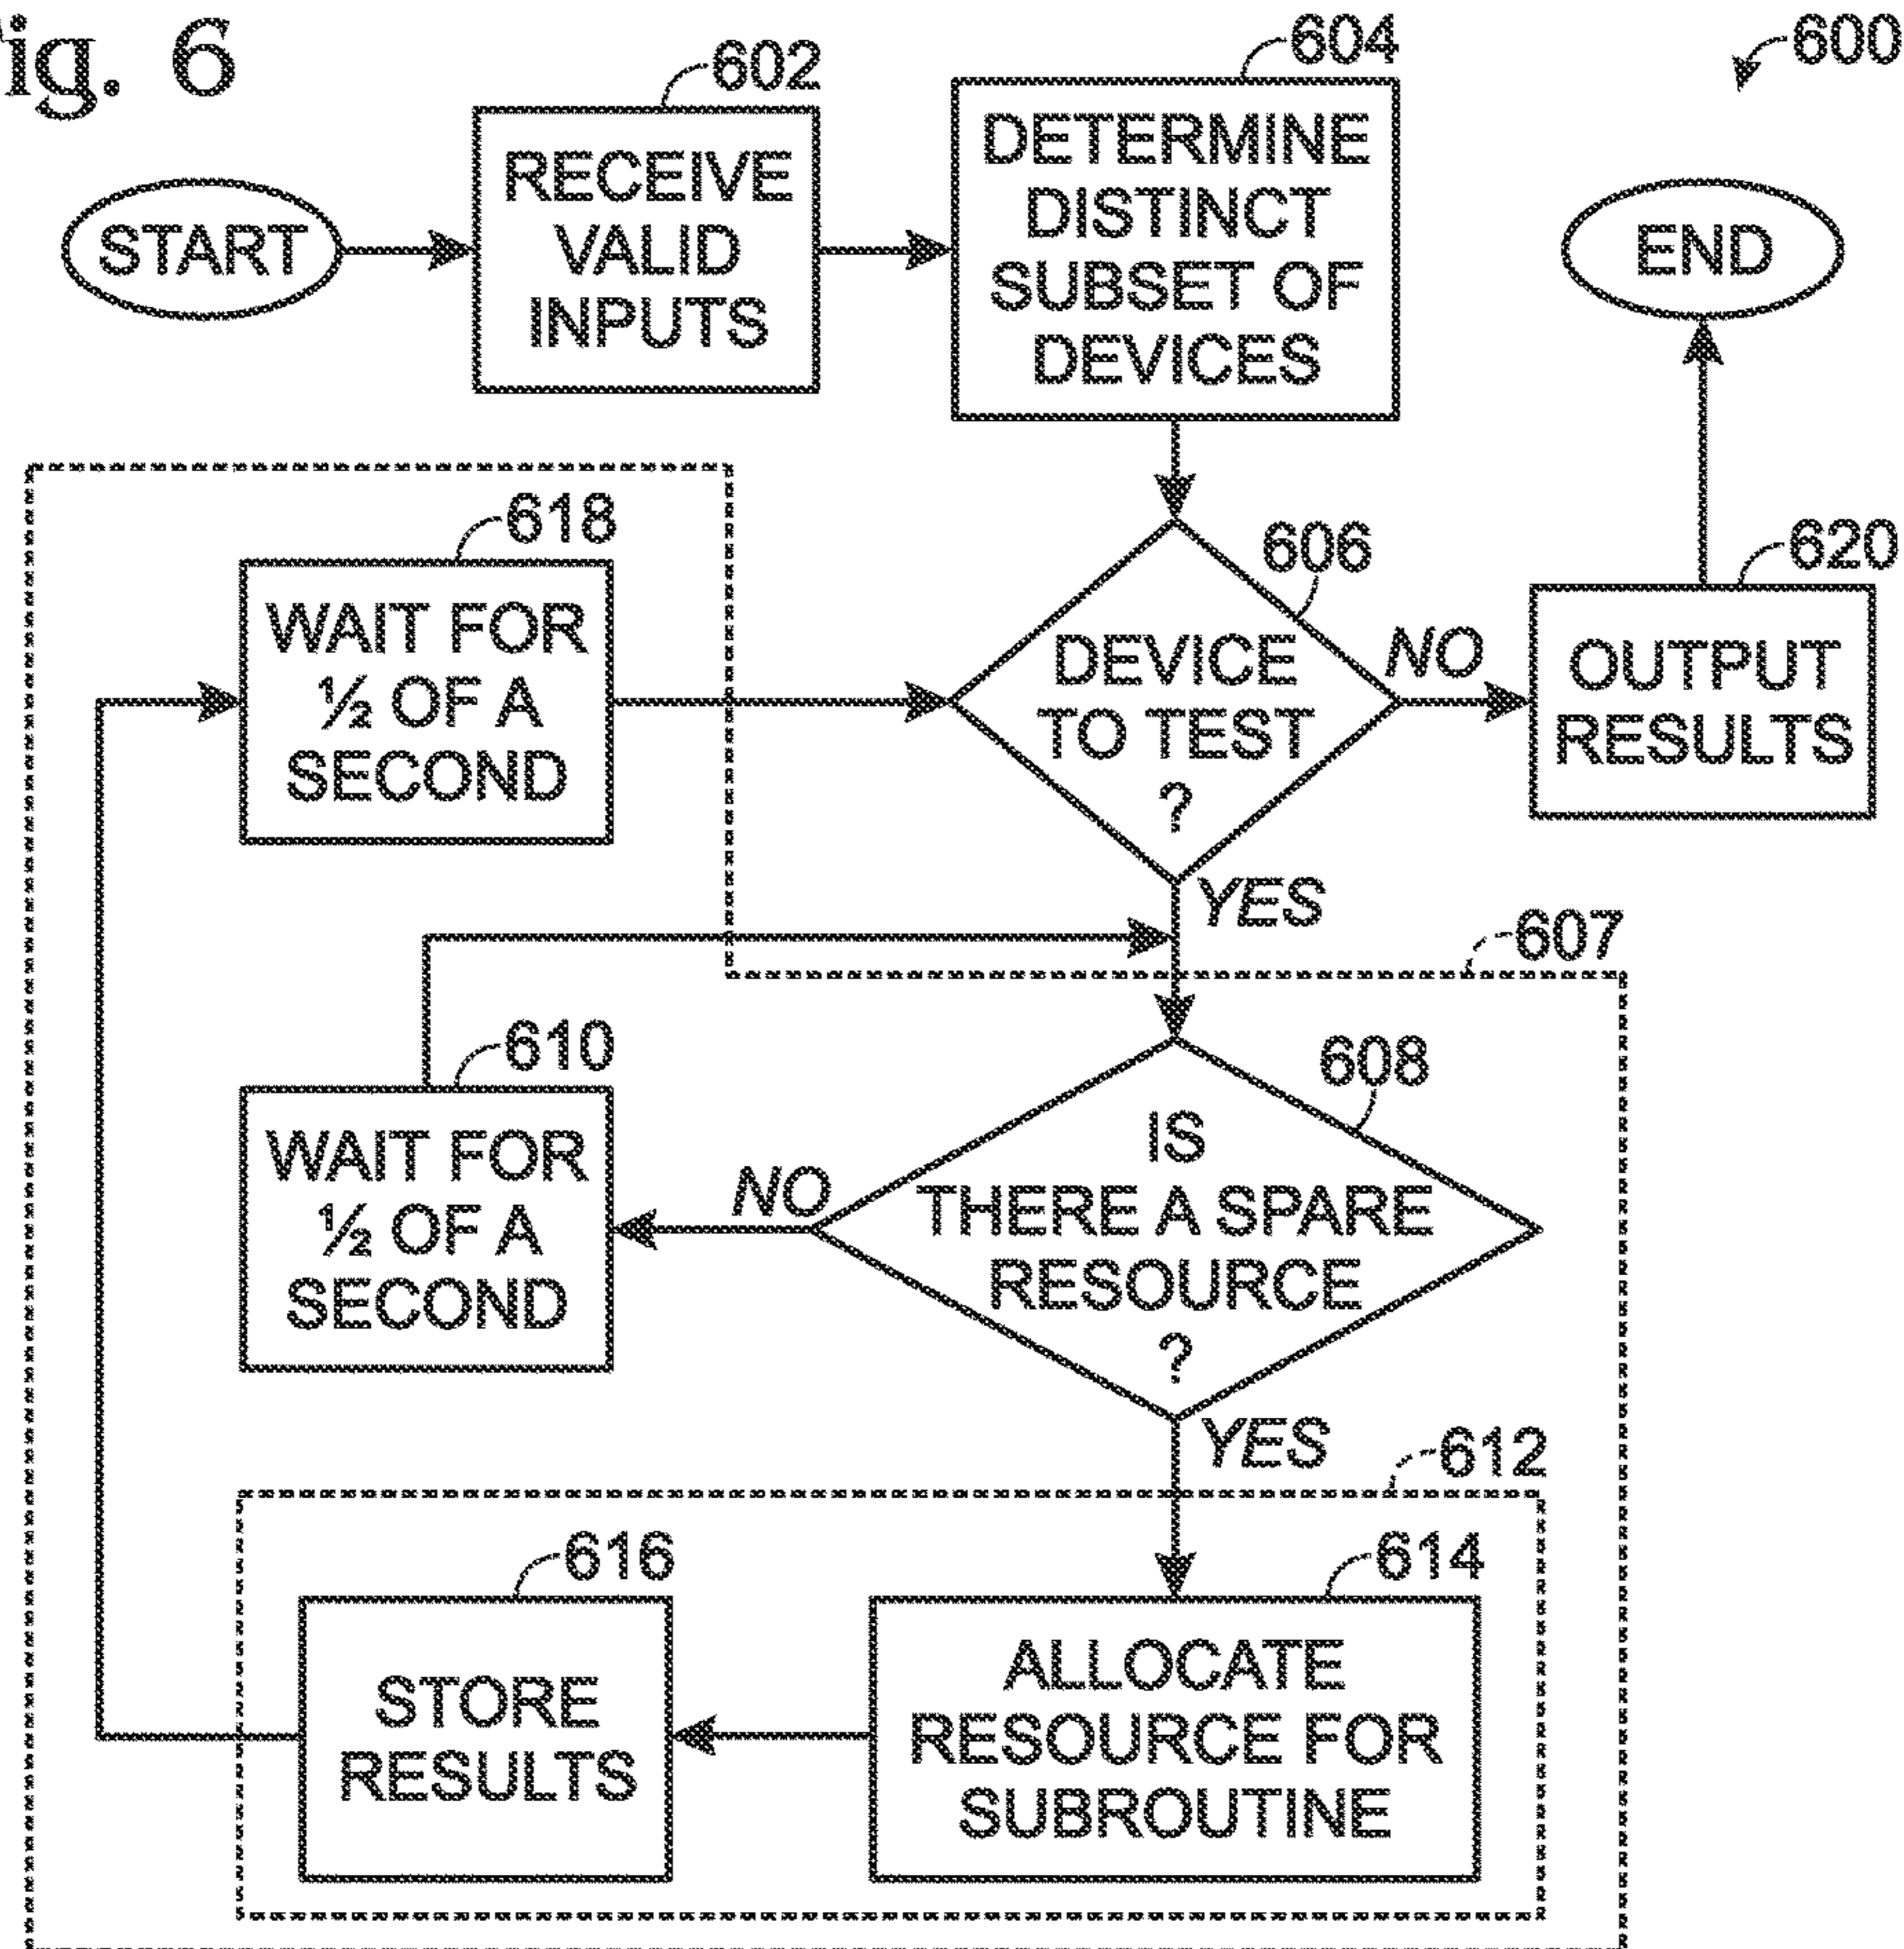 ig. 6
600
START
602
RECEIVE
VALID
INPUTS
604
DETERMINE
DISTINCT
SUBSET OF
DEVICES
END
618
WAIT FOR
½ OF A
SECOND
606
DEVICE
TO TEST
?
NO
YES
620
OUTPUT
RESULTS
607
610
WAIT FOR
½ OF A
SECOND
608
IS
THERE A SPARE
RESOURCE
?
NO
YES
612
616
STORE
RESULTS
614
ALLOCATE
RESOURCE FOR
SUBROUTINE